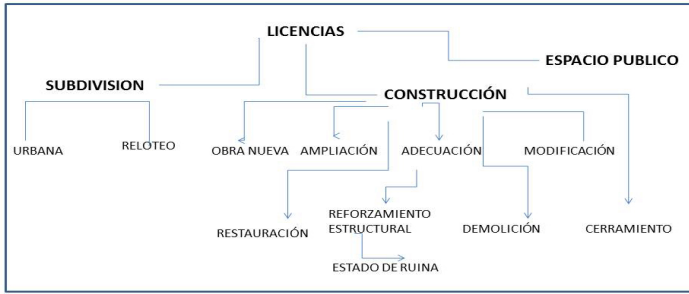 LICENCIAS
ESPACIO PUBLICO
SUBDIVISION
CONSTRUCCIÓN
URBANA
RELOTEO
OBRA NUEVA
AMPLIACIÓN
ADECUACIÓN
MODIFICACIÓN
RESTAURACIÓN
REFORZAMIENTO
ESTRUCTURAL
DEMOLICIÓN
CERRAMIENTO
ESTADO DE RUINA